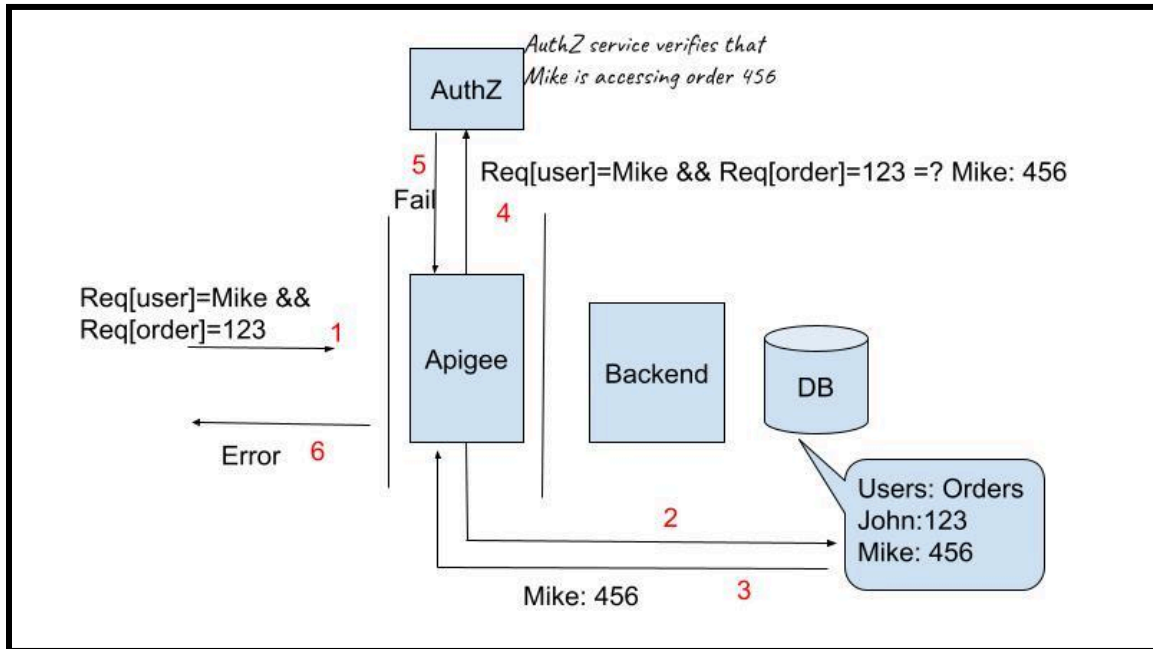 AuthZ service verifies that
Mike is accessing order 456
AuthZ
5
Req[user]=Mike && Req[order]=123 =? Mike: 456
Fail
4
Req[user]=Mike &&
Req[order]=123
1
Apigee
Backend
DB
Error
6
Users: Orders
John:123
Mike: 456
2
Mike: 456
3